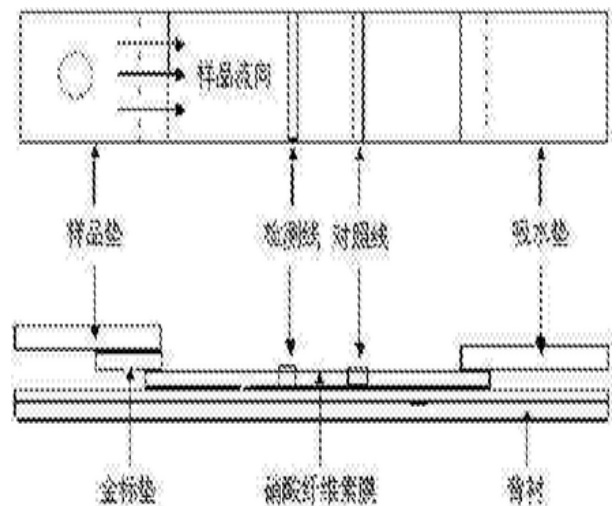 样品流向
样品垫
检测线
对照线
吸水垫
金标垫
硝酸纤维素膜
背衬